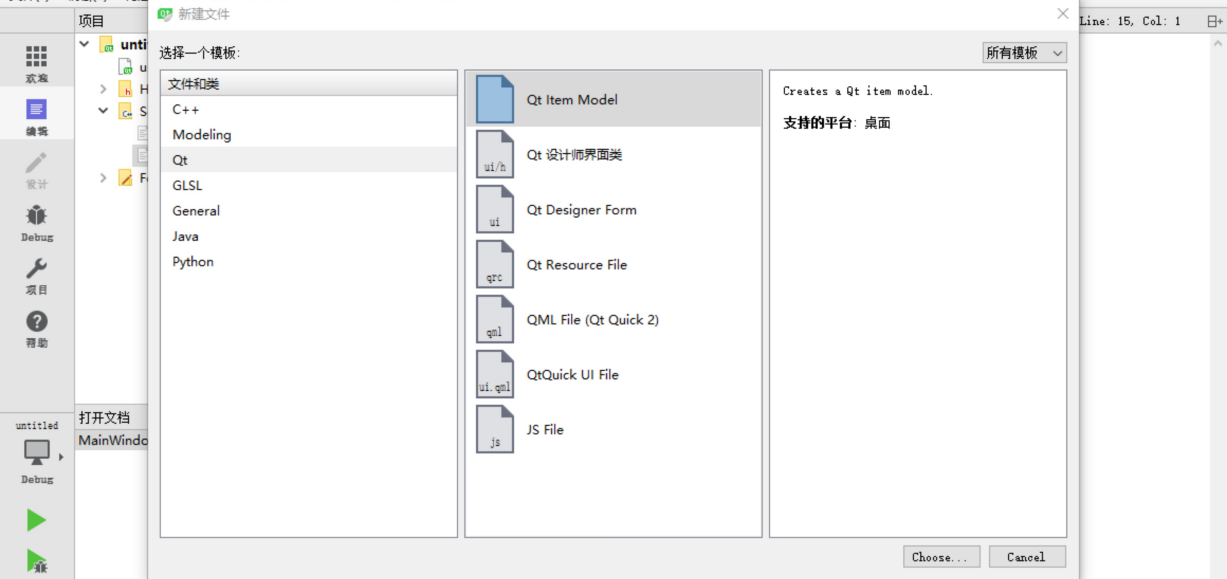 项目
新建文件
Line: 15, Col: 1
欢迎
编辑
设计
Debug
项目
帮助
untitled
Debug
打开文档
MainWindo
选择一个模板:
所有模板
文件和类
C++
Modeling
Qt
GLSL
General
Java
Python
Qt Item Model
ui/h
Qt 设计师界面类
ui
Qt Designer Form
qrc
Qt Resource File
qml
QML File (Qt Quick 2)
ui.qml
QtQuick UI File
js
JS File
Creates a Qt item model.
支持的平台: 桌面
Choose...
Cancel